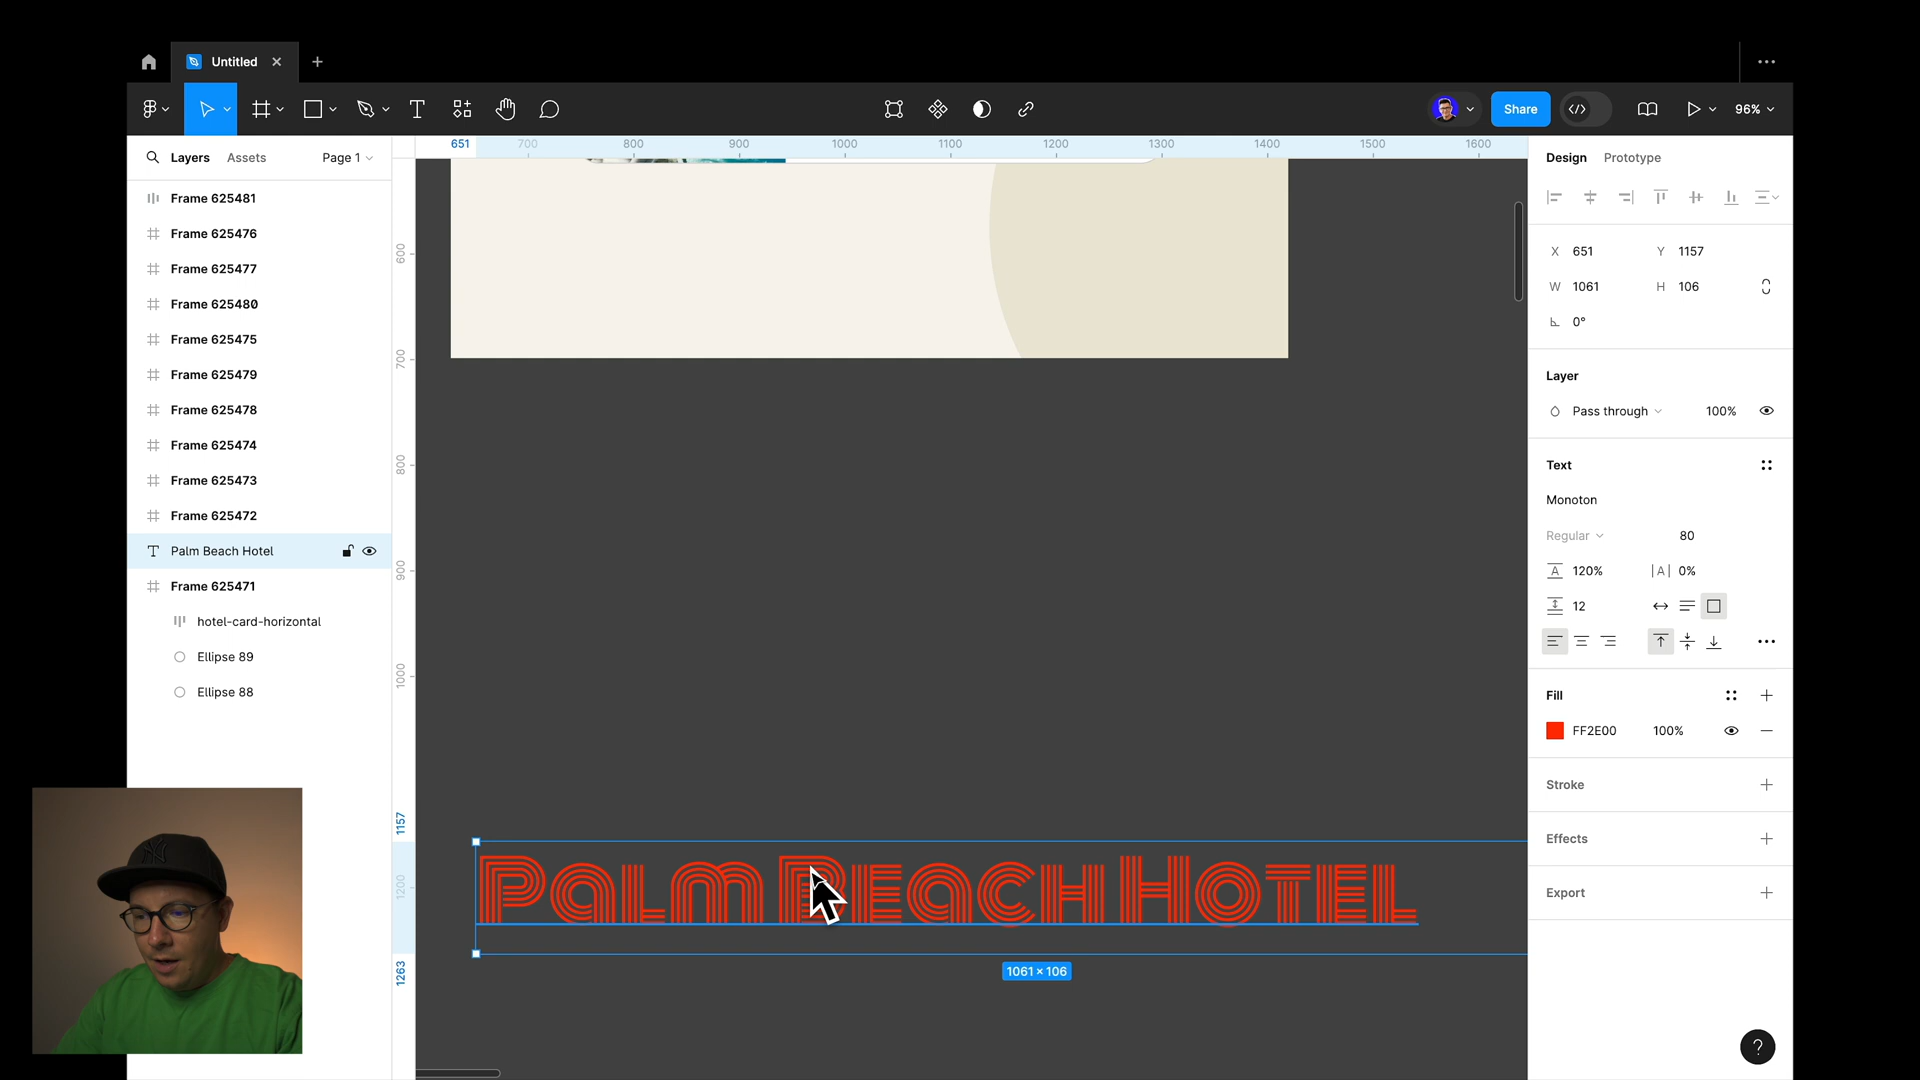 Untitled
Share
96%
Layers
Assets
Page 1
651
700
800
900
1000
1100
1200
1300
1400
1500
1600
Design
Prototype
Frame 625481
Frame 625476
Frame 625477
Frame 625480
Frame 625475
Frame 625479
Frame 625478
Frame 625474
Frame 625473
Frame 625472
Palm Beach Hotel
Frame 625471
hotel-card-horizontal
Ellipse 89
Ellipse 88
600
700
800
900
1000
1157
1200
1263
Palm Beach Hotel
1061 × 106
X 651 Y 1157
W 1061 H 106
0°
Layer
Pass through 100%
Text
Monoton
Regular 80
A 120% |A| 0%
12
Fill
FF2E00 100%
Stroke
Effects
Export
?